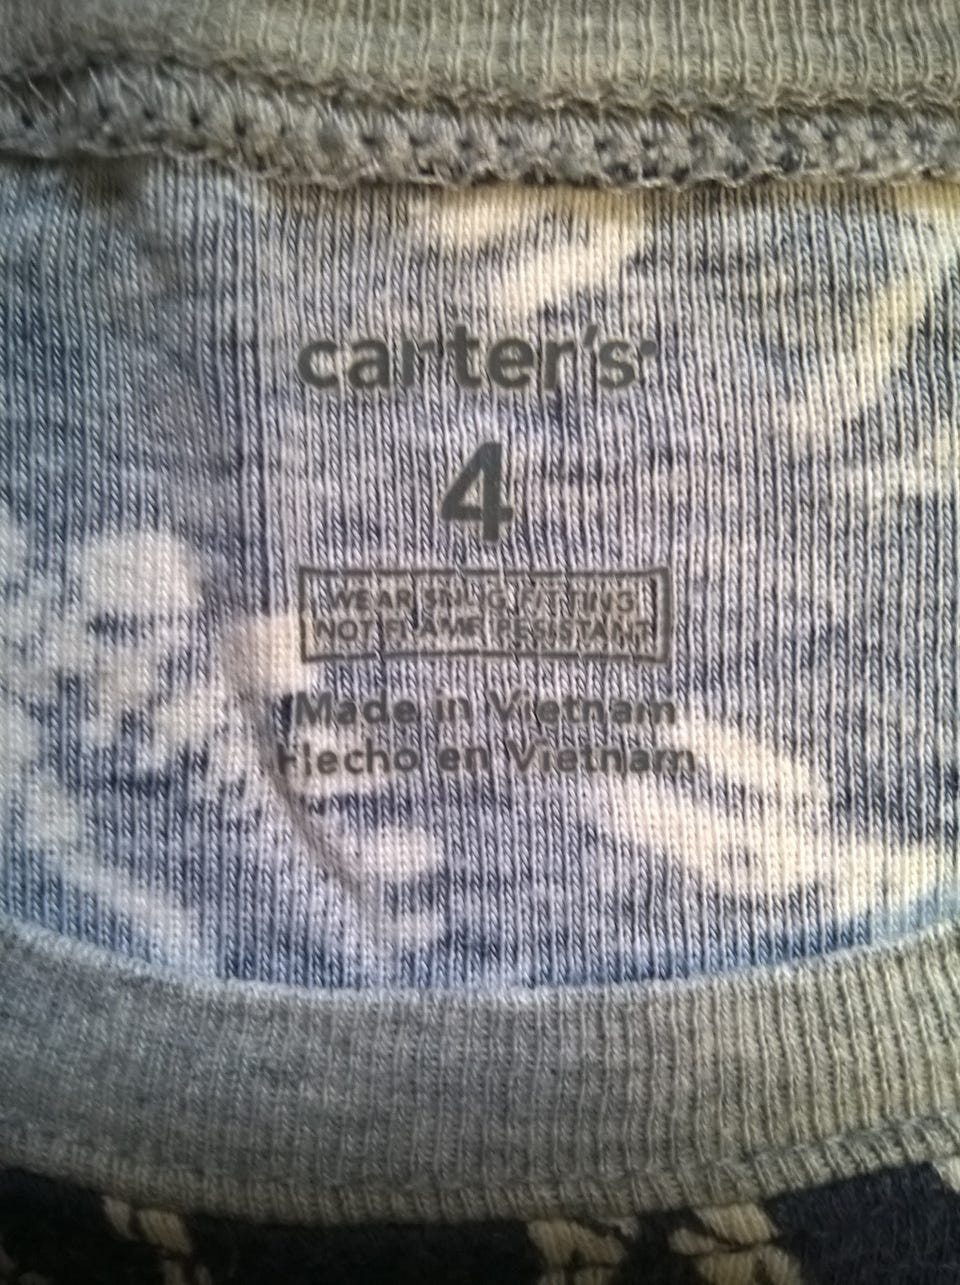 carter's
4
WEAR SNUG FITTING
NOT FLAME RESISTANT
Made in Vietnam
Hecho en Vietnam